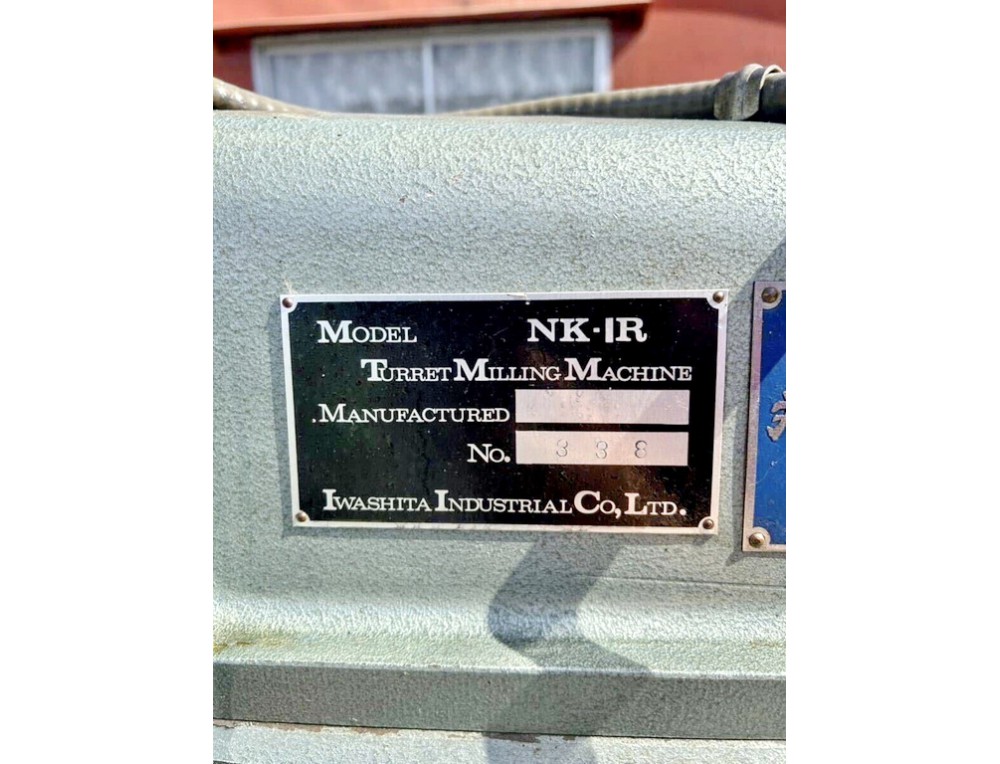 MODEL NK-1R
TURRET MILLING MACHINE
MANUFACTURED
No. 338
IWASHITA INDUSTRIAL CO, LTD.